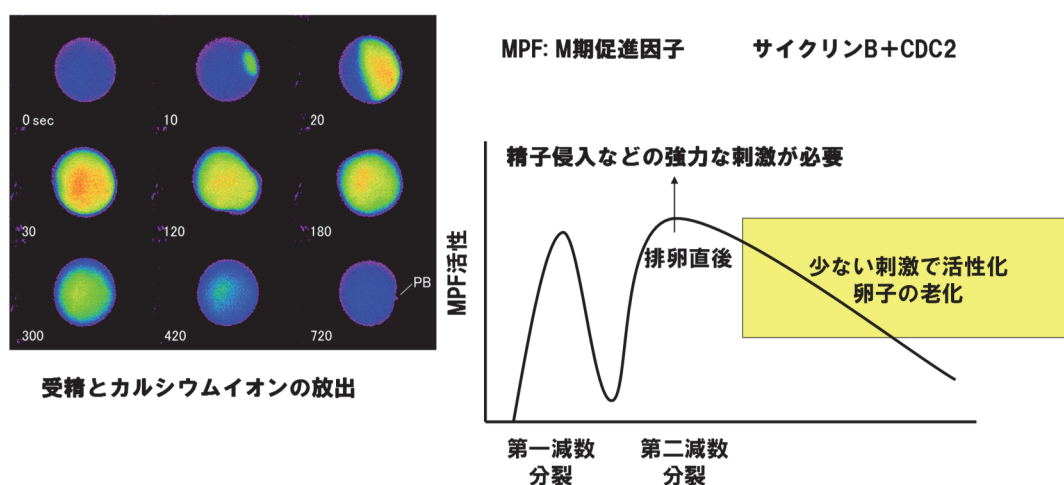 0 sec
10
20
30
120
180
300
420
720
PB
受精とカルシウムイオンの放出
MPF: M期促進因子
サイクリンB+CDC2
精子侵入などの強力な刺激が必要
MPF活性
排卵直後
少ない刺激で活性化
卵子の老化
第一減数
分裂
第二減数
分裂